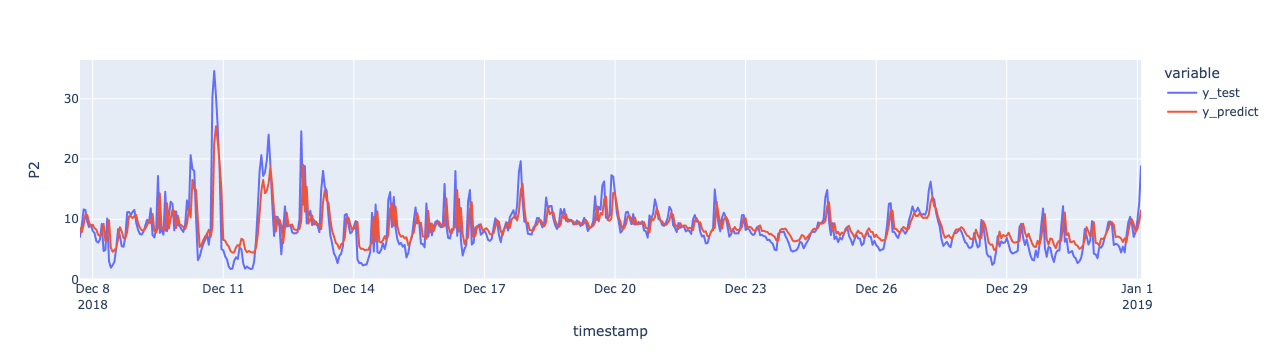 variable
y_test
y_predict
P2
30
20
10
0
Dec 8
2018
Dec 11
Dec 14
Dec 17
Dec 20
Dec 23
Dec 26
Dec 29
Jan 1
2019
timestamp